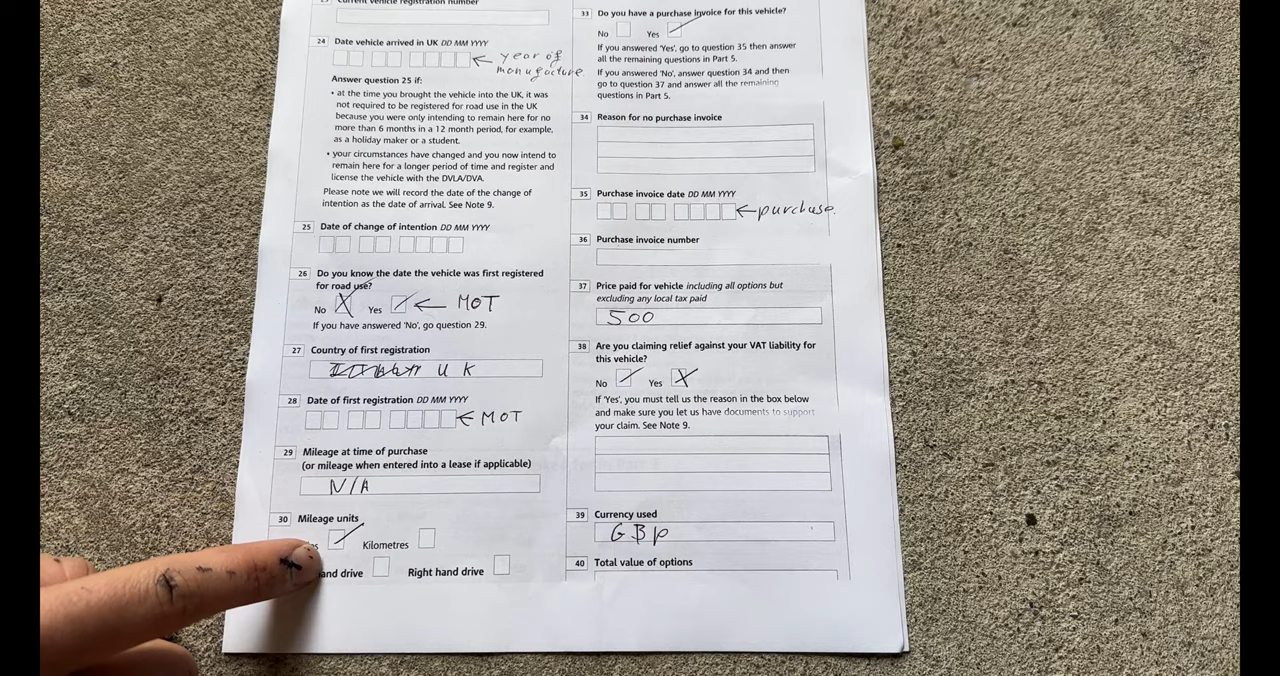 Current vehicle registration number
24 Date vehicle arrived in UK DD MM YYYY
← year of
manufacture
Answer question 25 if:
• at the time you brought the vehicle into the UK, it was
not required to be registered for road use in the UK
because you were only intending to remain here for no
more than 6 months in a 12 month period, for example,
as a holiday maker or a student.
• your circumstances have changed and you now intend to
remain here for a longer period of time and register and
license the vehicle with the DVLA/DVA.
Please note we will record the date of the change of
intention as the date of arrival. See Note 9.
25 Date of change of intention DD MM YYYY
26 Do you know the date the vehicle was first registered
for road use?
No Yes ← MOT
If you have answered 'No', go question 29.
27 Country of first registration
UK
28 Date of first registration DD MM YYYY
← MOT
29 Mileage at time of purchase
(or mileage when entered into a lease if applicable)
N/A
30 Mileage units
Kilometres
and drive Right hand drive
33 Do you have a purchase invoice for this vehicle?
No Yes
If you answered 'Yes', go to question 35 then answer
all the remaining questions in Part 5.
If you answered 'No', answer question 34 and then
go to question 37 and answer all the remaining
questions in Part 5.
34 Reason for no purchase invoice
35 Purchase invoice date DD MM YYYY
← purchase.
36 Purchase invoice number
37 Price paid for vehicle including all options but
excluding any local tax paid
500
38 Are you claiming relief against your VAT liability for
this vehicle?
No Yes
If 'Yes', you must tell us the reason in the box below
and make sure you let us have documents to support
your claim. See Note 9.
39 Currency used
GBP
40 Total value of options